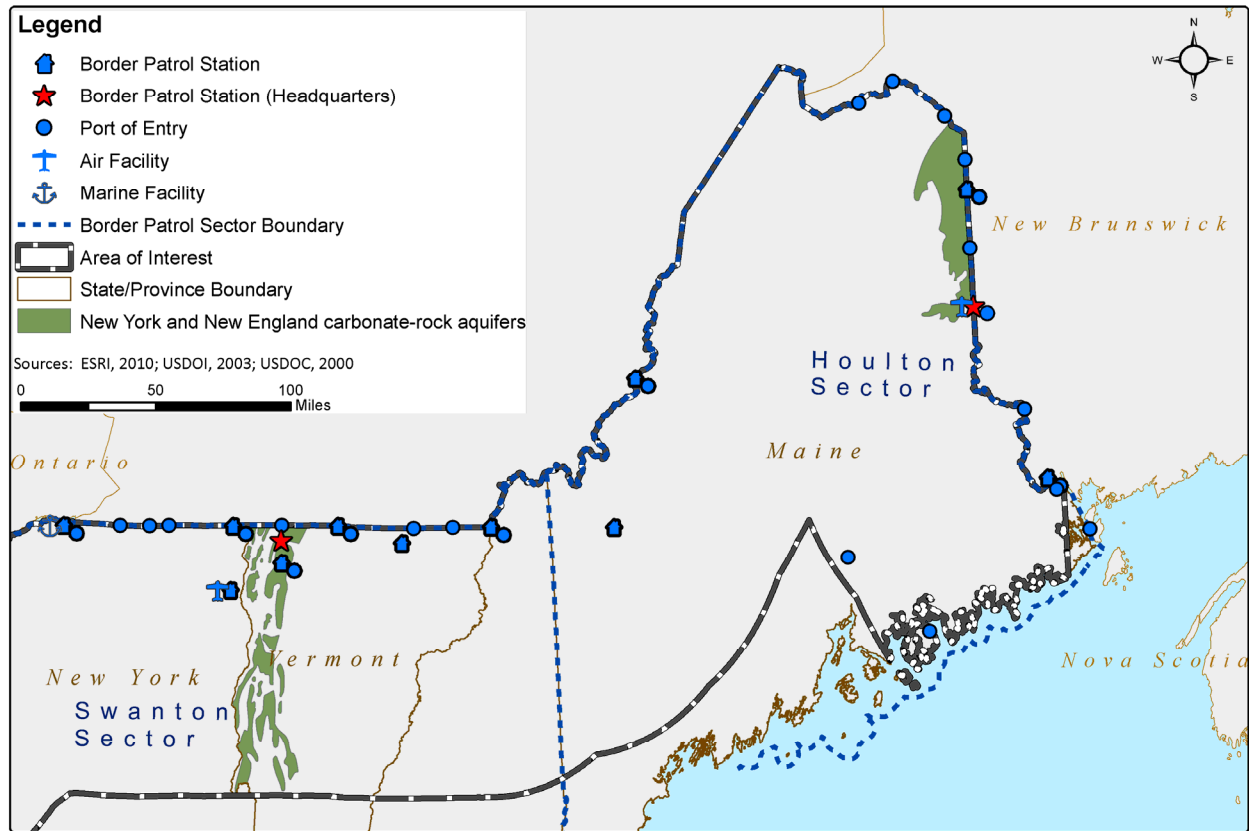 Legend
Border Patrol Station
Border Patrol Station (Headquarters)
Port of Entry
Air Facility
Marine Facility
Border Patrol Sector Boundary
Area of Interest
State/Province Boundary
New York and New England carbonate-rock aquifers
Sources: ESRI, 2010; USDOI, 2003; USDOC, 2000
0 50 100
Miles
N
W E
S
New Brunswick
Houlton
Sector
Maine
Ontario
Vermont
New York
Nova Scotia
Swanton
Sector